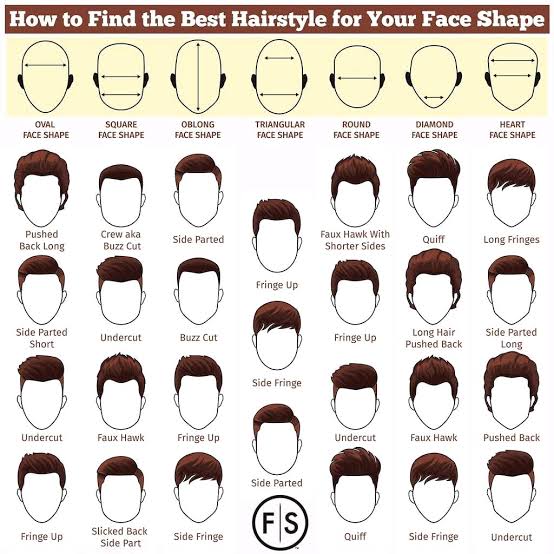 How to Find the Best Hairstyle for Your Face Shape
OVAL
FACE SHAPE
SQUARE
FACE SHAPE
OBLONG
FACE SHAPE
TRIANGULAR
FACE SHAPE
ROUND
FACE SHAPE
DIAMOND
FACE SHAPE
HEART
FACE SHAPE
Pushed
Back Long
Crew aka
Buzz Cut
Side Parted
Fringe Up
Faux Hawk With
Shorter Sides
Quiff
Long Fringes
Side Parted
Short
Undercut
Buzz Cut
Side Fringe
Fringe Up
Long Hair
Pushed Back
Side Parted
Long
Undercut
Faux Hawk
Fringe Up
Side Parted
Undercut
Faux Hawk
Pushed Back
Fringe Up
Slicked Back
Side Part
Side Fringe
F|S
Quiff
Side Fringe
Undercut